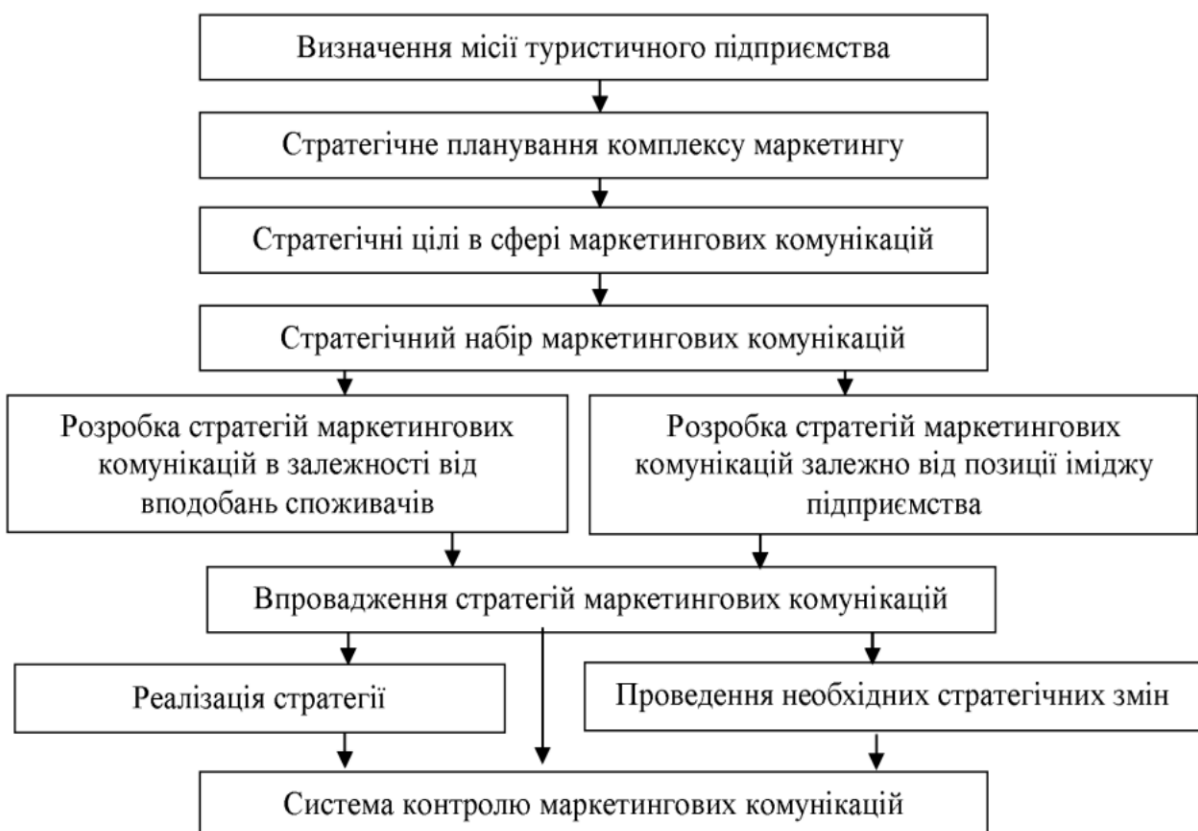 Визначення місії туристичного підприємства
Стратегічне планування комплексу маркетингу
Стратегічні цілі в сфері маркетингових комунікацій
Стратегічний набір маркетингових комунікацій
Розробка стратегій маркетингових
комунікацій в залежності від
вподобань споживачів
Розробка стратегій маркетингових
комунікацій залежно від позиції іміджу
підприємства
Впровадження стратегій маркетингових комунікацій
Реалізація стратегії
Проведення необхідних стратегічних змін
Система контролю маркетингових комунікацій